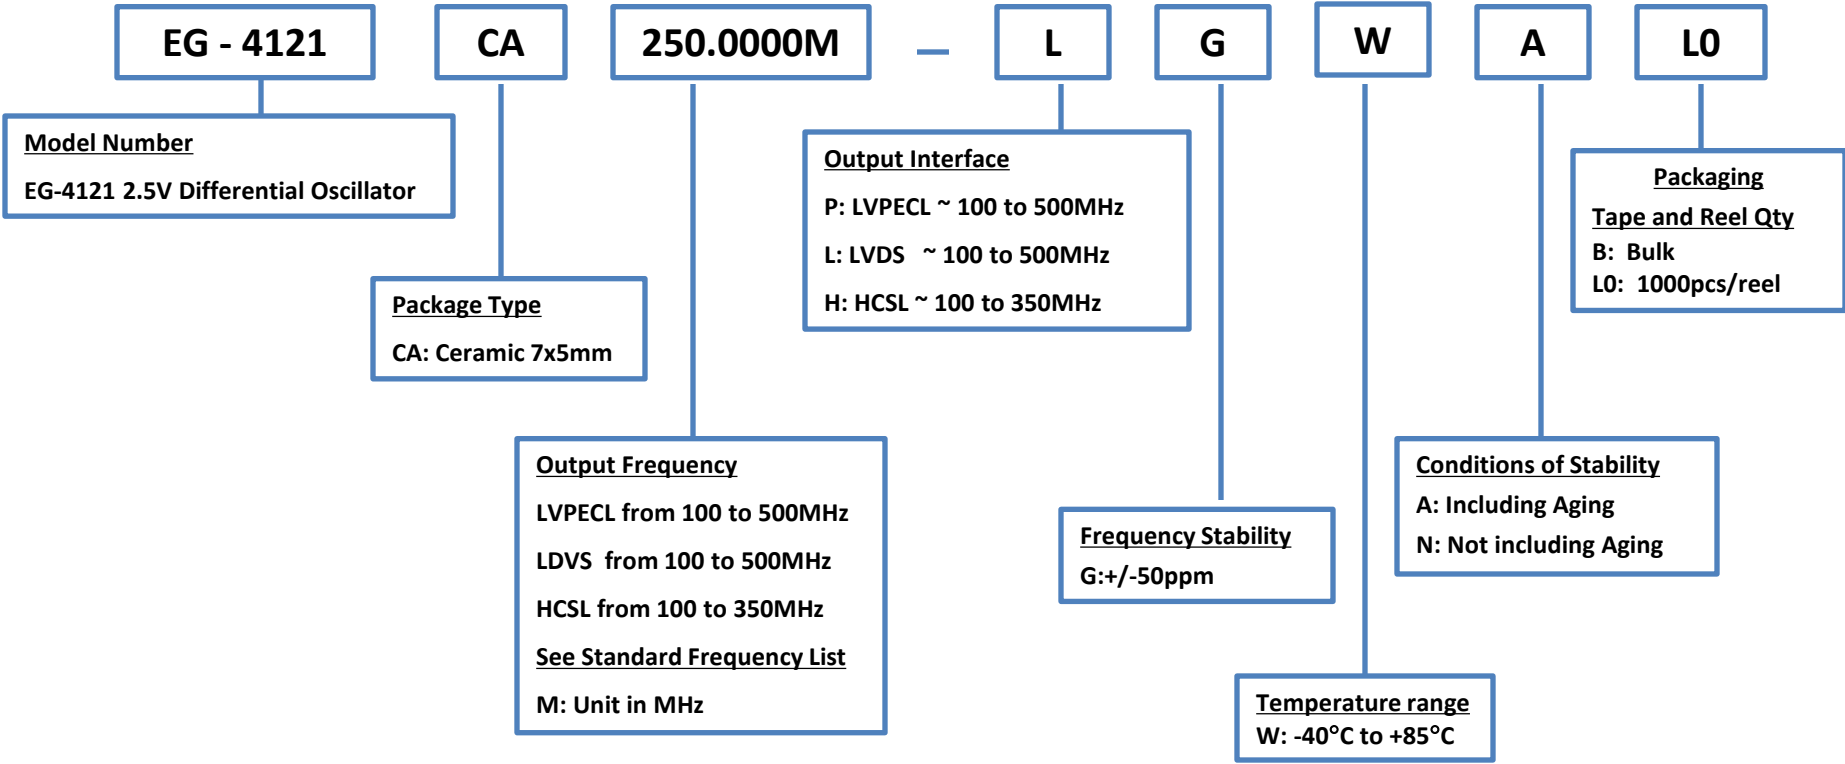 EG - 4121 CA 250.0000M – L G W A L0
Model Number
EG-4121 2.5V Differential Oscillator
Package Type
CA: Ceramic 7x5mm
Output Frequency
LVPECL from 100 to 500MHz
LDVS from 100 to 500MHz
HCSL from 100 to 350MHz
See Standard Frequency List
M: Unit in MHz
Output Interface
P: LVPECL ~ 100 to 500MHz
L: LVDS ~ 100 to 500MHz
H: HCSL ~ 100 to 350MHz
Frequency Stability
G:+/-50ppm
Temperature range
W: -40°C to +85°C
Conditions of Stability
A: Including Aging
N: Not including Aging
Packaging
Tape and Reel Qty
B: Bulk
L0: 1000pcs/reel